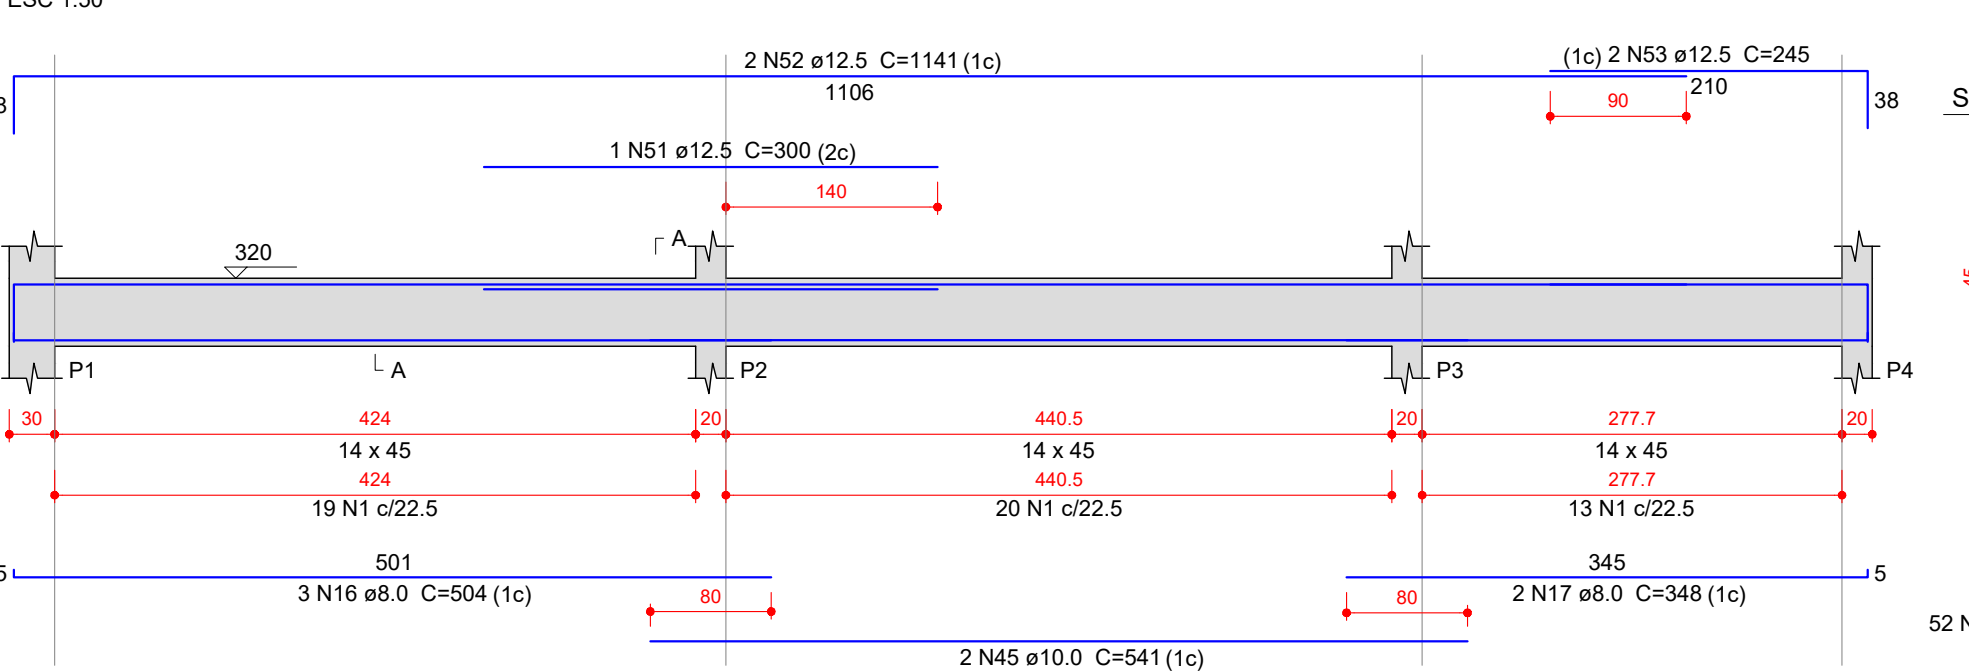 2 N52 ø12.5 C=1141 (1c)
(1c) 2 N53 ø12.5 C=245
1106
210
90
38
1 N51 ø12.5 C=300 (2c)
140
A
320
P1
A
P2
P3
P4
30
424
20
440.5
20
277.7
20
14 x 45
14 x 45
14 x 45
424
440.5
277.7
19 N1 c/22.5
20 N1 c/22.5
13 N1 c/22.5
501
345
5
3 N16 ø8.0 C=504 (1c)
80
80
2 N17 ø8.0 C=348 (1c)
52 N
2 N45 ø10.0 C=541 (1c)